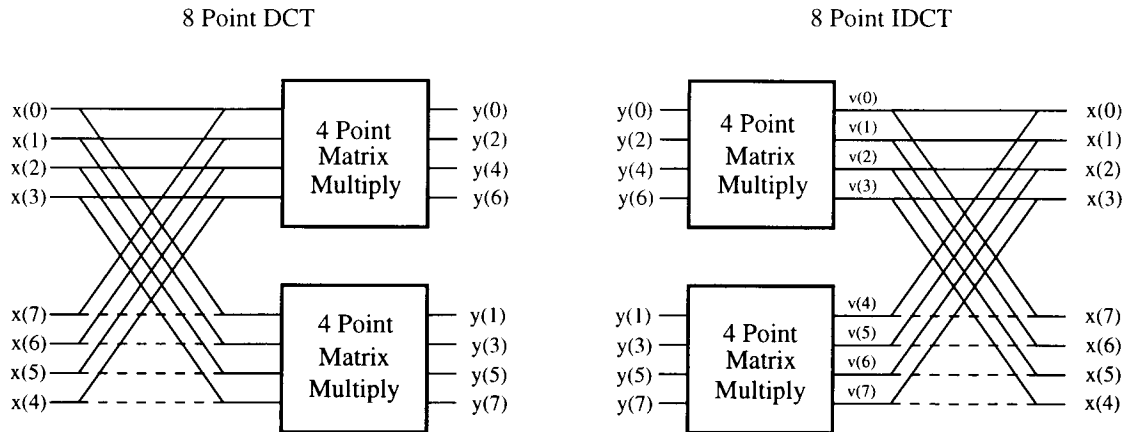 8 Point DCT
8 Point IDCT
x(0)
x(1)
x(2)
x(3)
x(7)
x(6)
x(5)
x(4)
4 Point
Matrix
Multiply
4 Point
Matrix
Multiply
y(0)
y(2)
y(4)
y(6)
y(1)
y(3)
y(5)
y(7)
y(0)
y(2)
y(4)
y(6)
y(1)
y(3)
y(5)
y(7)
4 Point
Matrix
Multiply
4 Point
Matrix
Multiply
v(0)
v(1)
v(2)
v(3)
v(4)
v(5)
v(6)
v(7)
x(0)
x(1)
x(2)
x(3)
x(7)
x(6)
x(5)
x(4)